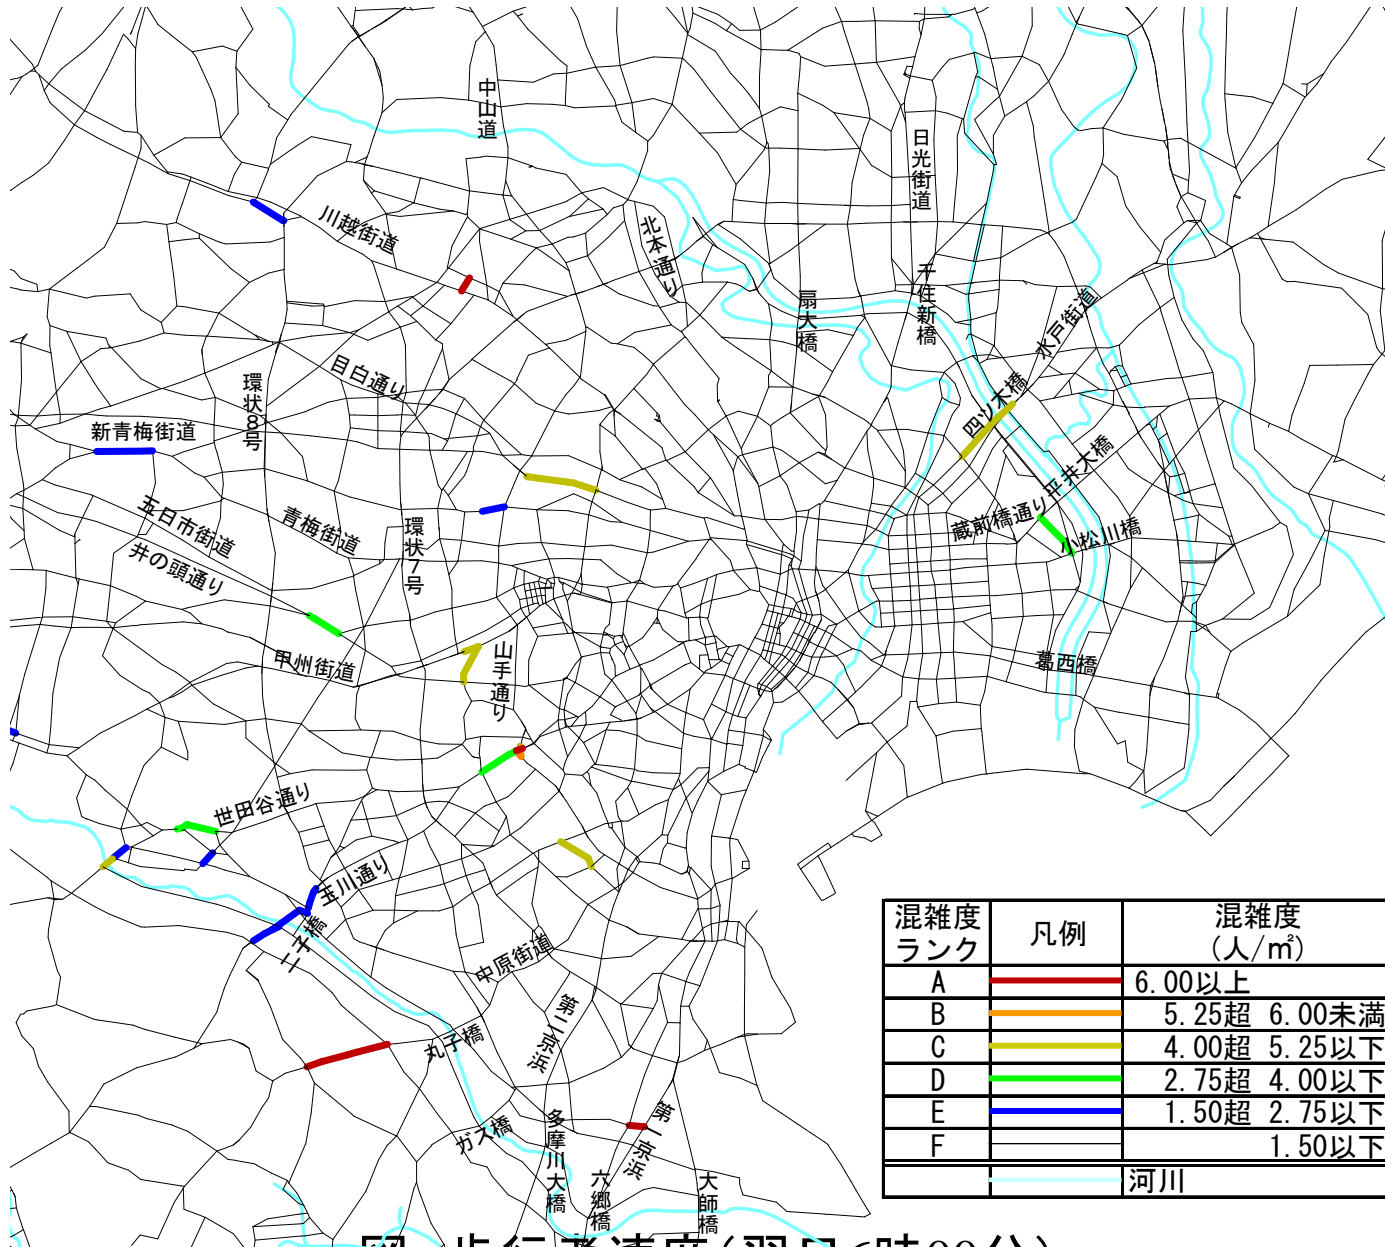 中山道
日光街道
川越街道
北本通り
千住新橋
扇大橋
水戸街道
目白通り
環状8号
四ツ木橋
新青梅街道
平井大橋
五日市街道
青梅街道
環状7号
蔵前橋通り
小松川橋
井の頭通り
甲州街道
山手通り
葛西橋
世田谷通り
玉川通り
二子橋
中原街道
第二京浜
丸子橋
ガス橋
多摩川大橋
第一京浜
六郷橋
大師橋
混雑度ランク 凡例 混雑度(人/㎡)
A 6.00以上
B 5.25超 6.00未満
C 4.00超 5.25以下
D 2.75超 4.00以下
E 1.50超 2.75以下
F 1.50以下
河川